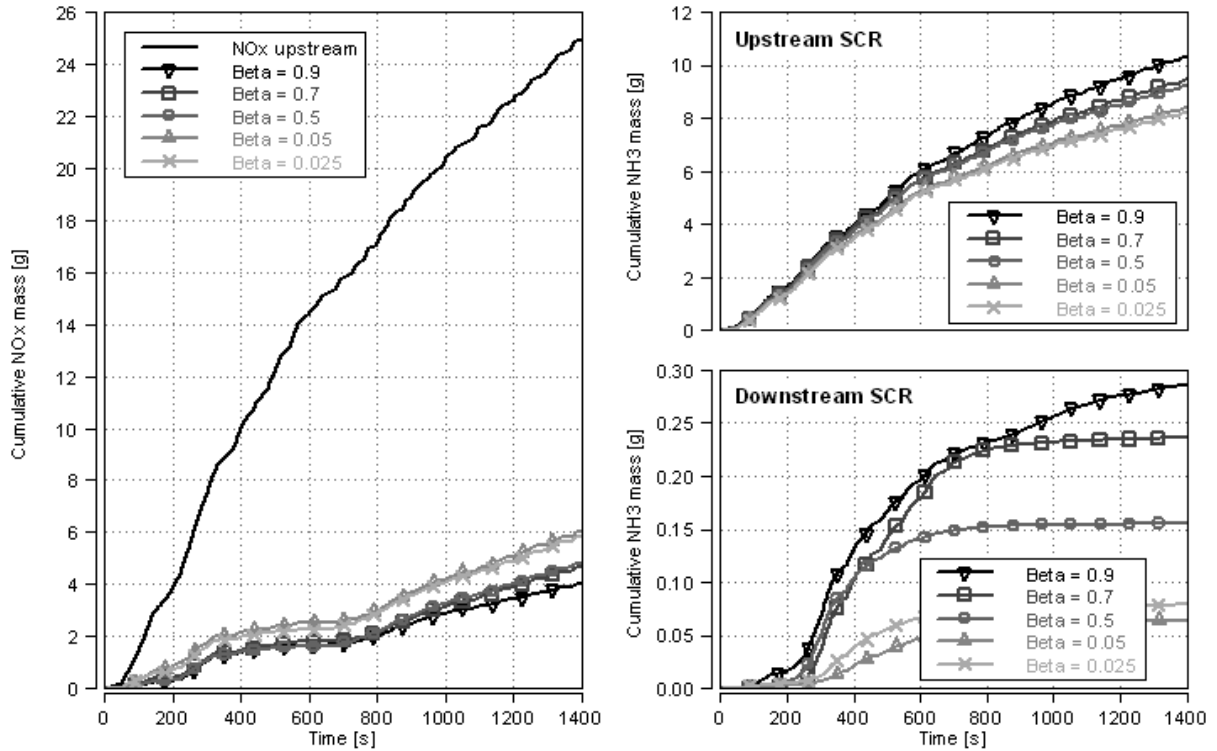 Cumulative NOx mass [g]
26
24
22
20
18
16
14
12
10
8
6
4
2
0
NOx upstream
Beta = 0.9
Beta = 0.7
Beta = 0.5
Beta = 0.05
Beta = 0.025
0 200 400 600 800 1000 1200 1400
Time [s]
Cumulative NH3 mass [g]
12
10
8
6
4
2
0
Upstream SCR
Beta = 0.9
Beta = 0.7
Beta = 0.5
Beta = 0.05
Beta = 0.025
Cumulative NH3 mass [g]
0.30
0.25
0.20
0.15
0.10
0.05
0.00
Downstream SCR
Beta = 0.9
Beta = 0.7
Beta = 0.5
Beta = 0.05
Beta = 0.025
0 200 400 600 800 1000 1200 1400
Time [s]